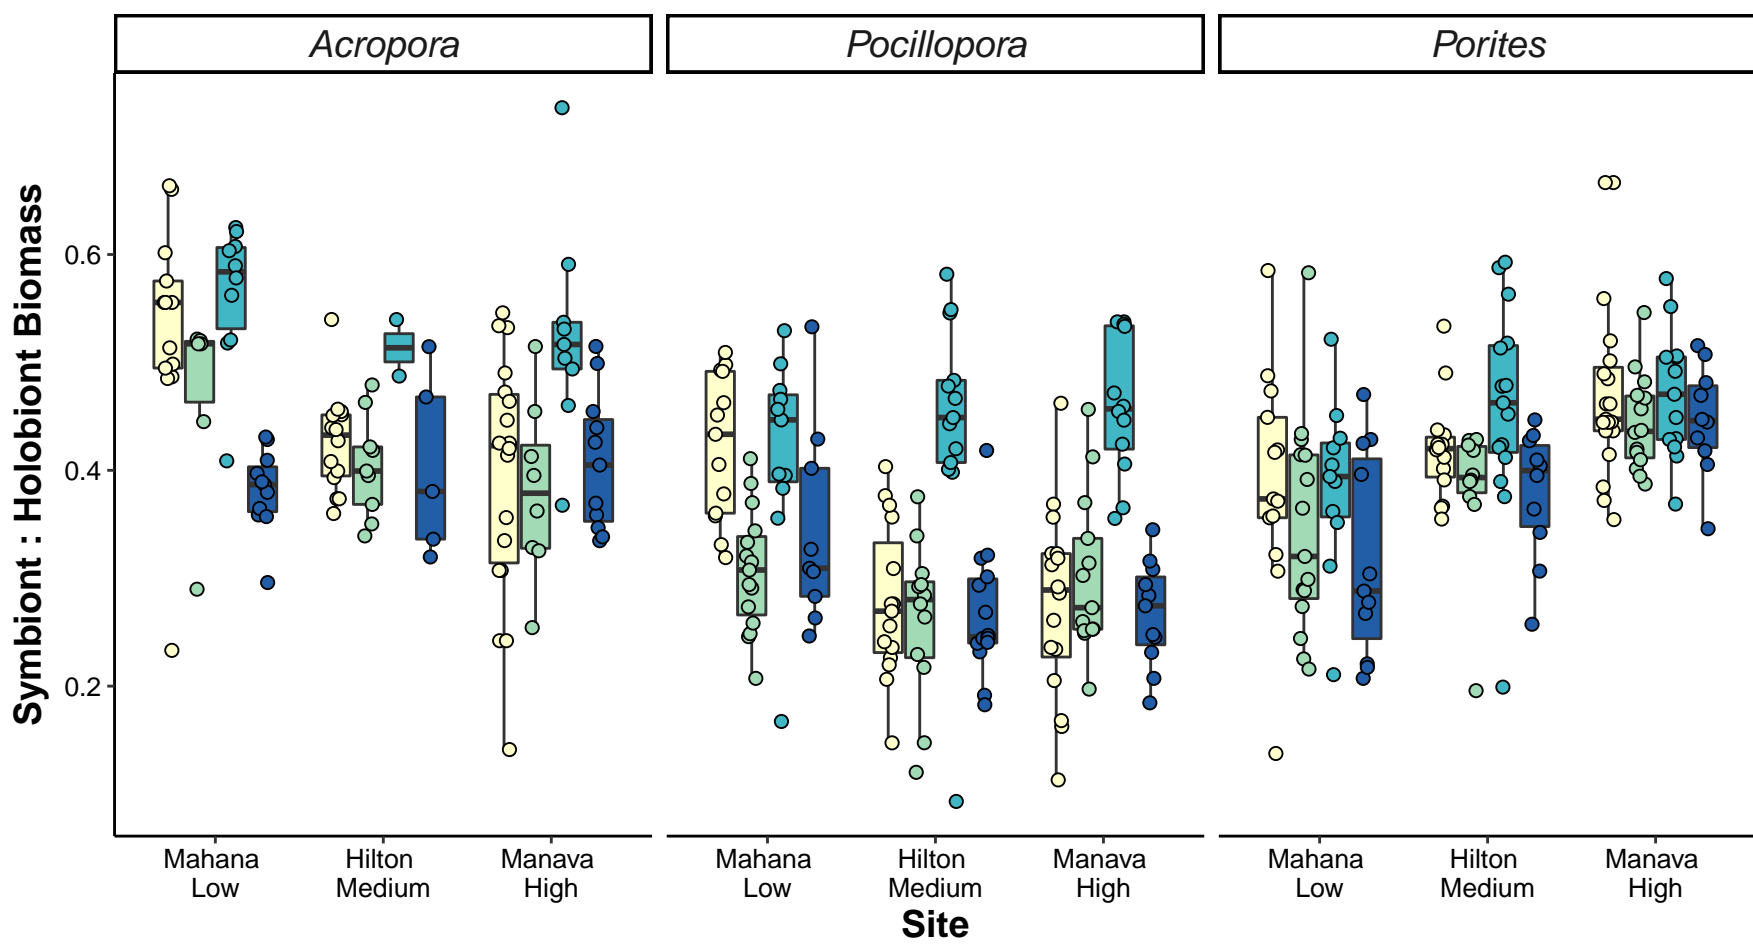 Acropora Pocillopora Porites
Symbiont : Holobiont Biomass
0.6
0.4
0.2
Mahana Hilton Manava Mahana Hilton Manava Mahana Hilton Manava
Low Medium High Low Medium High Low Medium High
Site